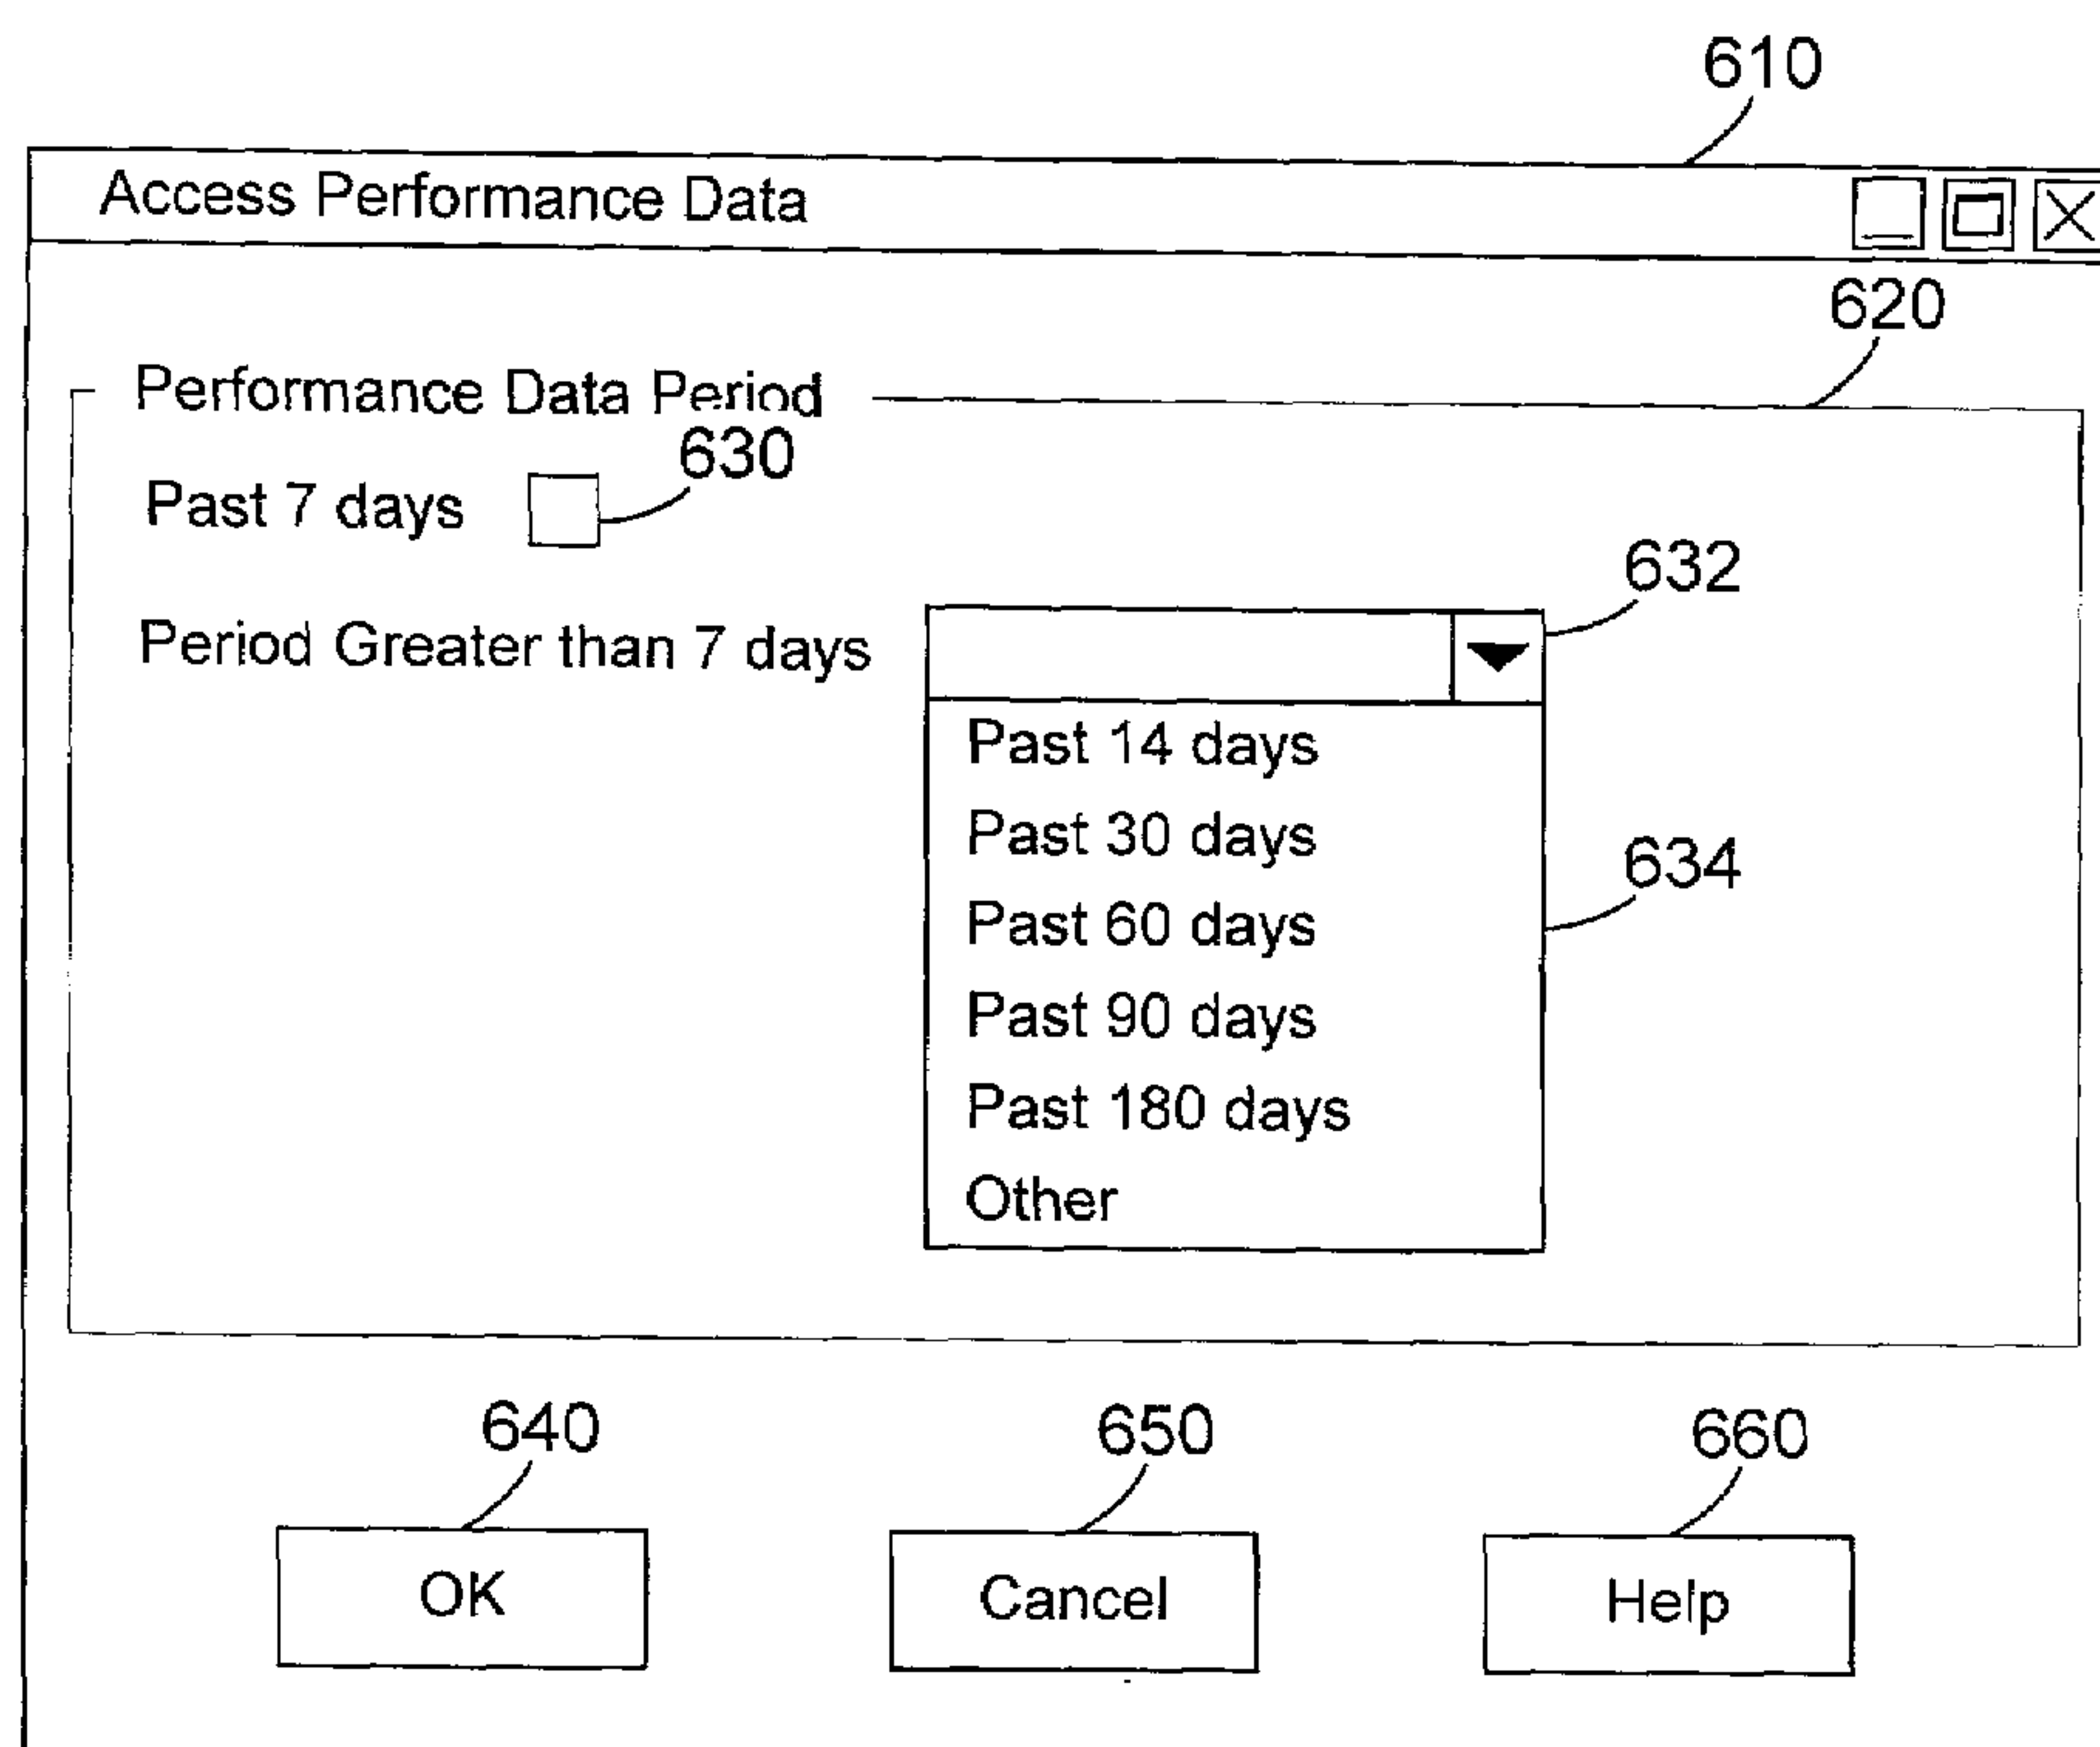 610
Access Performance Data
620
Performance Data Period
630
Past 7 days
632
Period Greater than 7 days
Past 14 days
Past 30 days
634
Past 60 days
Past 90 days
Past 180 days
Other
640 650 660
OK Cancel Help